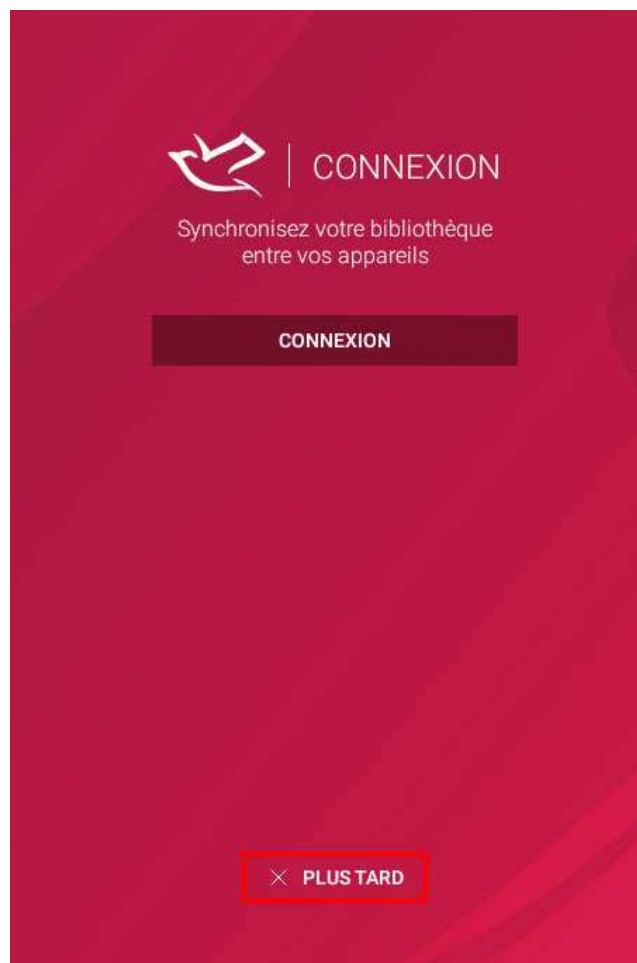 CONNEXION
Synchronisez votre bibliothèque
entre vos appareils
CONNEXION
PLUS TARD